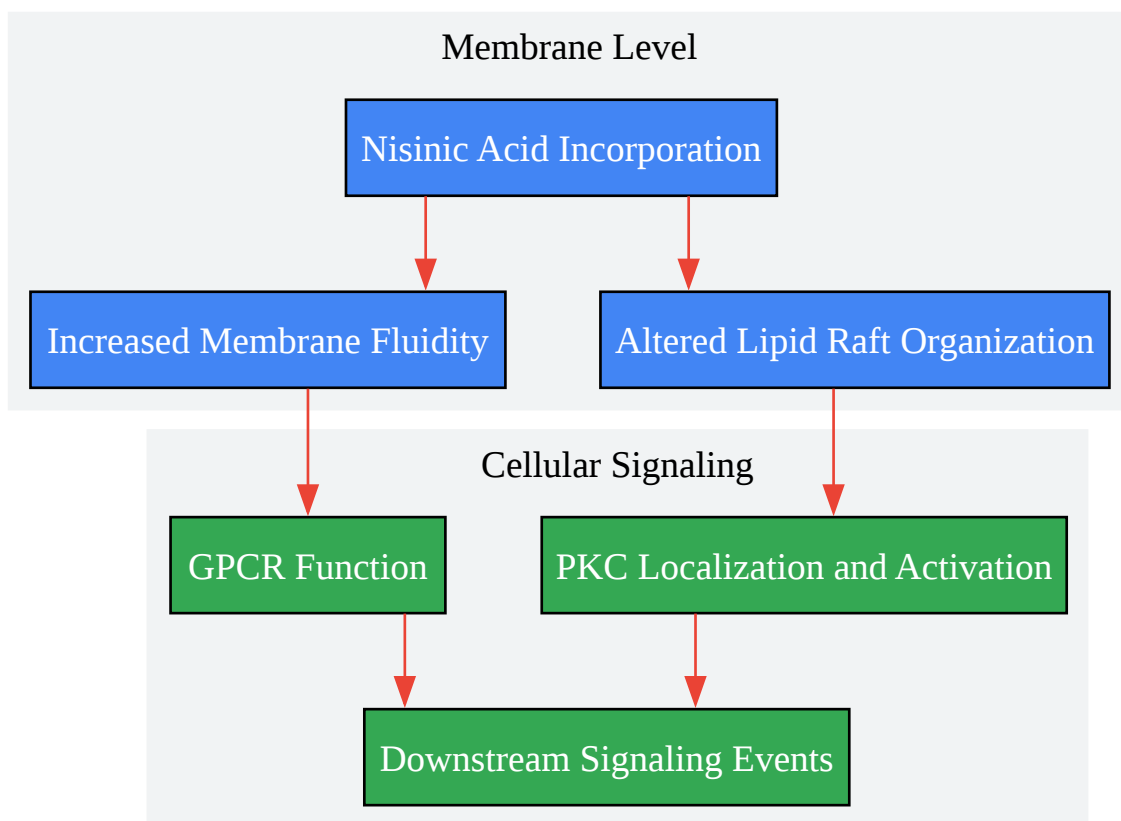 Membrane Level
Nisinic Acid Incorporation
Increased Membrane Fluidity
Altered Lipid Raft Organization
Cellular Signaling
GPCR Function
PKC Localization and Activation
Downstream Signaling Events